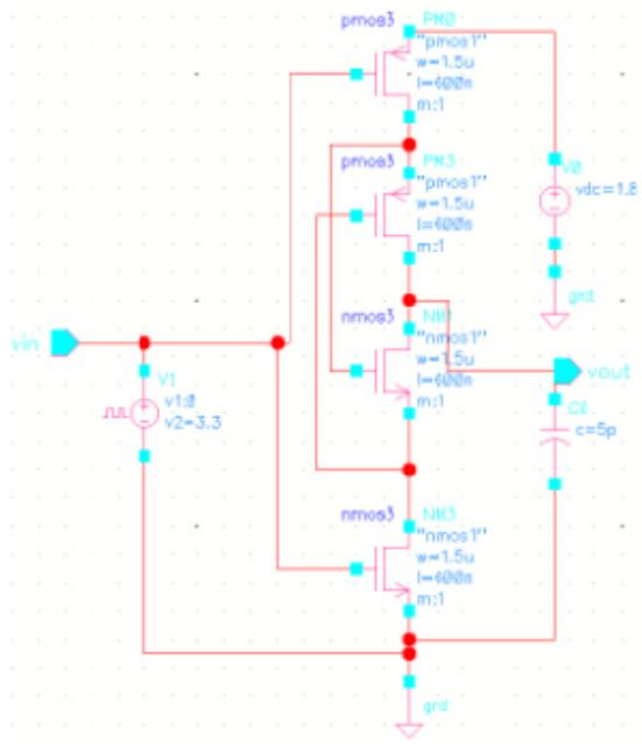 pmos3 PM0
"pmos1"
w=1.5u
l=600n
m:1
pmos3 PM3
"pmos1"
w=1.5u
l=600n
m:1
V0
vdc=1.8
gnd
nmos3
"nmos1"
w=1.5u
l=600n
m:1
vin
vout
V1
v1:0
v2=3.3
C0
c=5p
nmos3 NM3
"nmos1"
w=1.5u
l=600n
m:1
gnd